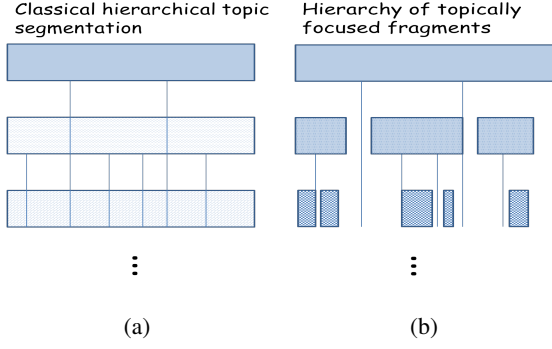 Classical hierarchical topic
segmentation
Hierarchy of topically
focused fragments
(a)
(b)